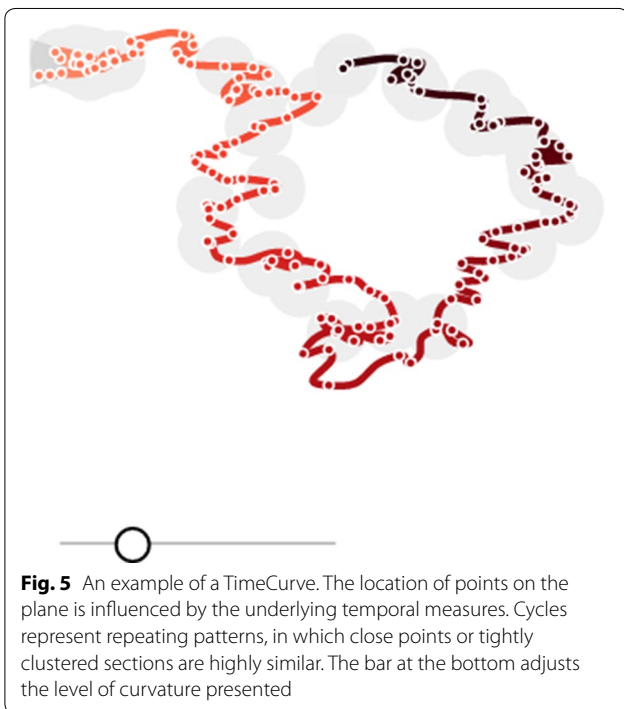 Fig. 5 An example of a TimeCurve. The location of points on the
plane is influenced by the underlying temporal measures. Cycles
represent repeating patterns, in which close points or tightly
clustered sections are highly similar. The bar at the bottom adjusts
the level of curvature presented